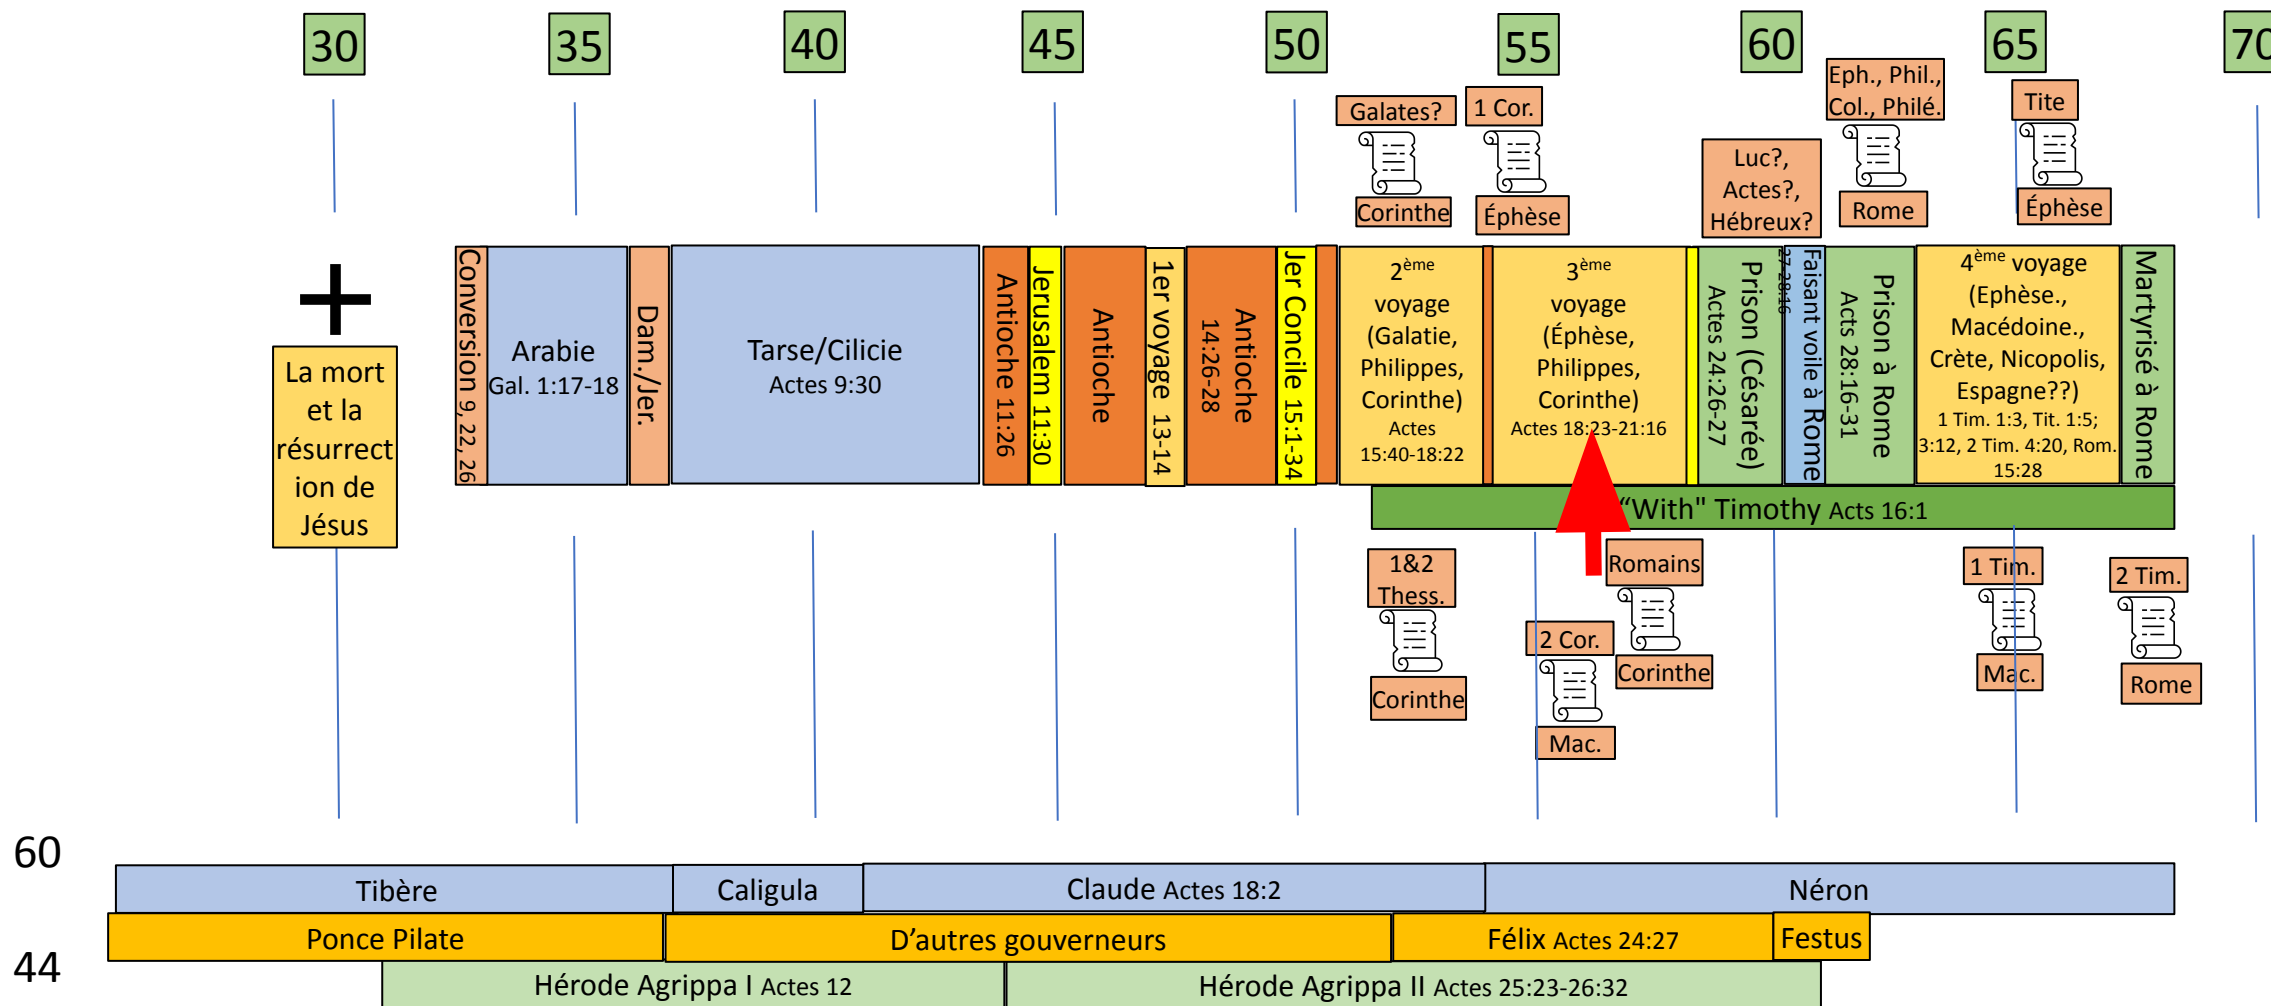 30
35
40
45
50
55
60
65
70
Galates?
Corinthe
1 Cor.
Éphèse
Luc?,
Actes?,
Hébreux?
Eph., Phil.,
Col., Philé.
Rome
Tite
Éphèse
La mort
et la
résurrect
ion de
Jésus
Conversion 9, 22, 26
Arabie
Gal. 1:17-18
Dam./Jer.
Tarse/Cilicie
Actes 9:30
Antioche 11:26
Jerusalem 11:30
Antioche
1er voyage 13-14
Antioche
14:26-28
Jer Concile 15:1-34
2ème
voyage
(Galatie,
Philippes,
Corinthe)
Actes
15:40-18:22
3ème
voyage
(Éphèse,
Philippes,
Corinthe)
Actes 18:23-21:16
Prison (Césarée)
Actes 24:26-27
Faisant voile à Rome
27-28:16
Prison à Rome
Acts 28:16-31
4ème voyage
(Ephèse.,
Macédoine.,
Crète, Nicopolis,
Espagne??)
1 Tim. 1:3, Tit. 1:5;
3:12, 2 Tim. 4:20, Rom.
15:28
Martyrisé à Rome
“With" Timothy Acts 16:1
1&2
Thess.
Corinthe
2 Cor.
Mac.
Romains
Corinthe
1 Tim.
Mac.
2 Tim.
Rome
60
Tibère
Caligula
Claude Actes 18:2
Néron
Ponce Pilate
D’autres gouverneurs
Félix Actes 24:27
Festus
44
Hérode Agrippa I Actes 12
Hérode Agrippa II Actes 25:23-26:32